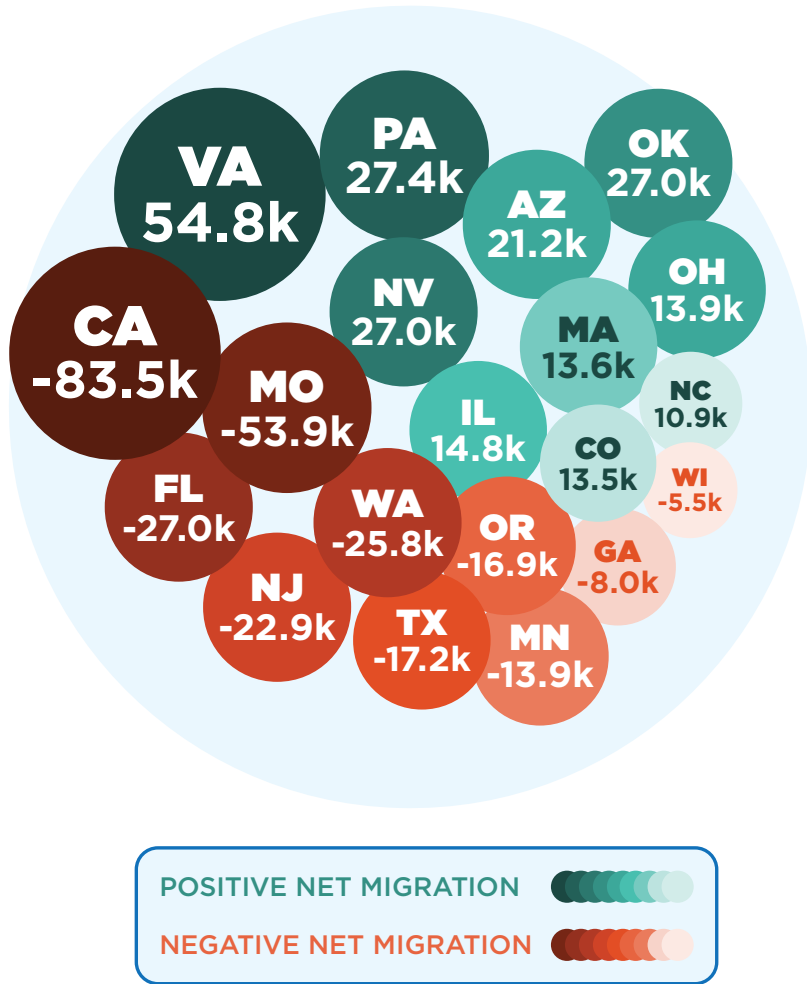 VA
54.8k
PA
27.4k
OK
27.0k
AZ
21.2k
OH
13.9k
NV
27.0k
MA
13.6k
CA
-83.5k
MO
-53.9k
IL
14.8k
NC
10.9k
CO
13.5k
WI
-5.5k
FL
-27.0k
WA
-25.8k
OR
-16.9k
GA
-8.0k
NJ
-22.9k
TX
-17.2k
MN
-13.9k
POSITIVE NET MIGRATION
NEGATIVE NET MIGRATION